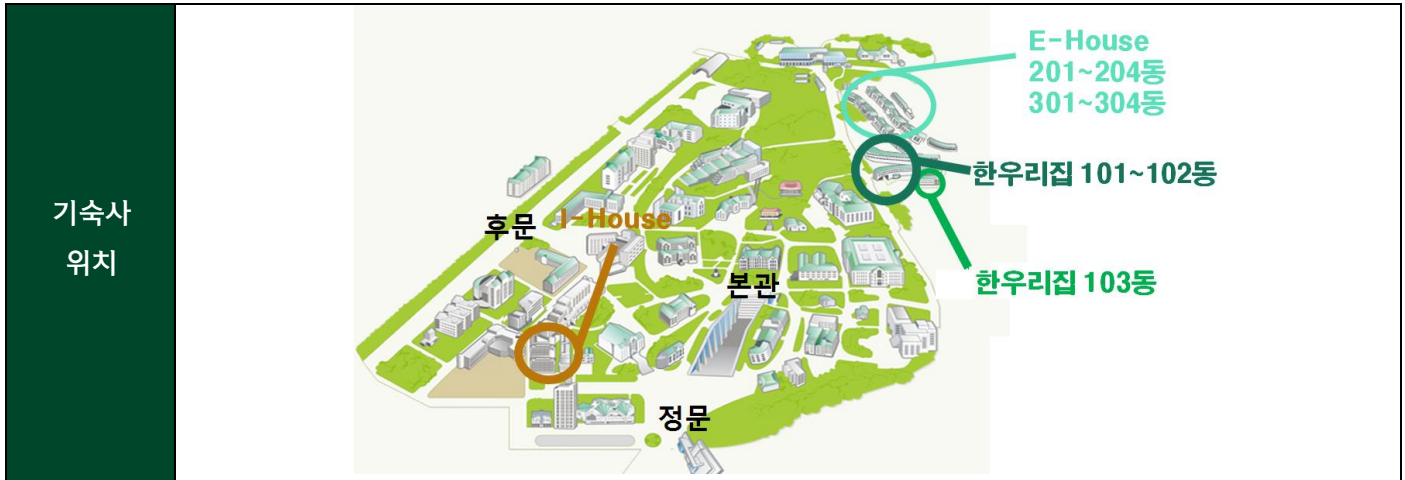 기숙사
위치
E-House
201~204동
301~304동
한우리집 101~102동
후문
I-House
본관
한우리집 103동
정문